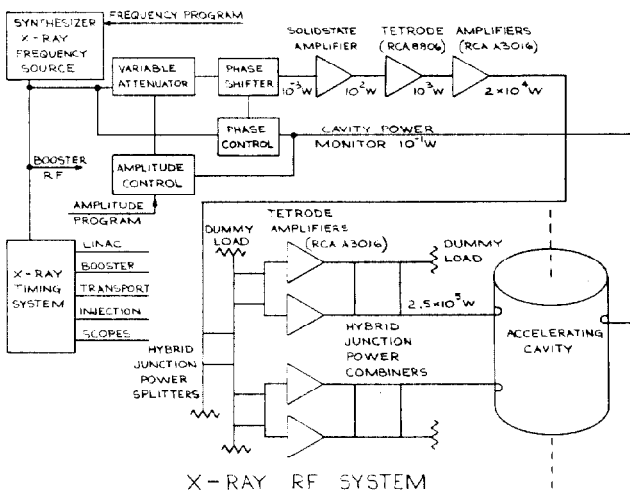 SYNTHESIZER
X-RAY
FREQUENCY
SOURCE
FREQUENCY PROGRAM
SOLIDSTATE
AMPLIFIER
TETRODE
(RCA8806)
AMPLIFIERS
(RCA A3016)
VARIABLE
ATTENUATOR
PHASE
SHIFTER
10⁻³W
10²W
10³W
2×10⁴W
PHASE
CONTROL
CAVITY POWER
MONITOR 10⁻¹W
BOOSTER
RF
AMPLITUDE
CONTROL
AMPLITUDE
PROGRAM
X-RAY
TIMING
SYSTEM
LINAC
BOOSTER
TRANSPORT
INJECTION
SCOPES
DUMMY
LOAD
TETRODE
AMPLIFIERS
(RCA A3016)
DUMMY
LOAD
2.5×10⁵W
HYBRID
JUNCTION
POWER
SPLITTERS
HYBRID
JUNCTION
POWER
COMBINERS
ACCELERATING
CAVITY
X-RAY RF SYSTEM